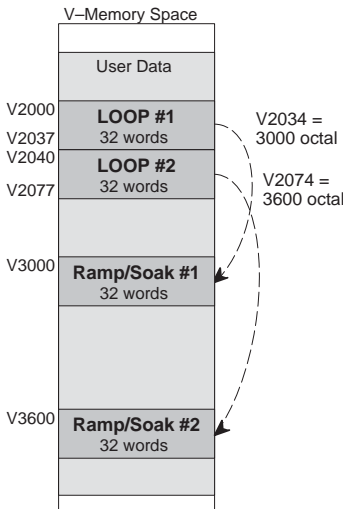 V–Memory Space
User Data
V2000
LOOP #1
V2037
32 words
V2040
LOOP #2
V2077
32 words
V2034 =
3000 octal
V2074 =
3600 octal
V3000
Ramp/Soak #1
32 words
V3600
Ramp/Soak #2
32 words